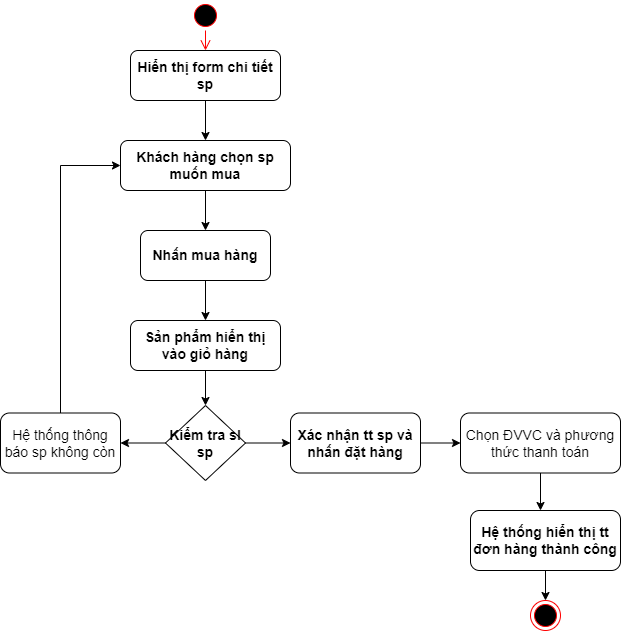 Hiển thị form chi tiết
sp
Khách hàng chọn sp
muốn mua
Nhấn mua hàng
Sản phẩm hiển thị
vào giỏ hàng
Hệ thống thông
báo sp không còn
Kiểm tra sl
sp
Xác nhận tt sp và
nhấn đặt hàng
Chọn ĐVVC và phương
thức thanh toán
Hệ thống hiển thị tt
đơn hàng thành công